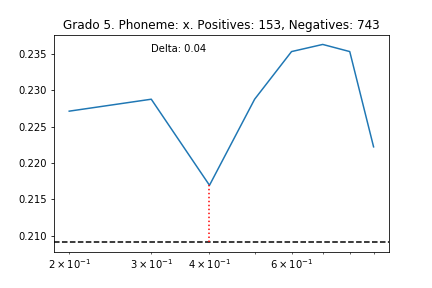 Grado 5. Phoneme: x. Positives: 153, Negatives: 743
Delta: 0.04
0.235
0.230
0.225
0.220
0.215
0.210
2 × 10⁻¹ 3 × 10⁻¹ 4 × 10⁻¹ 6 × 10⁻¹